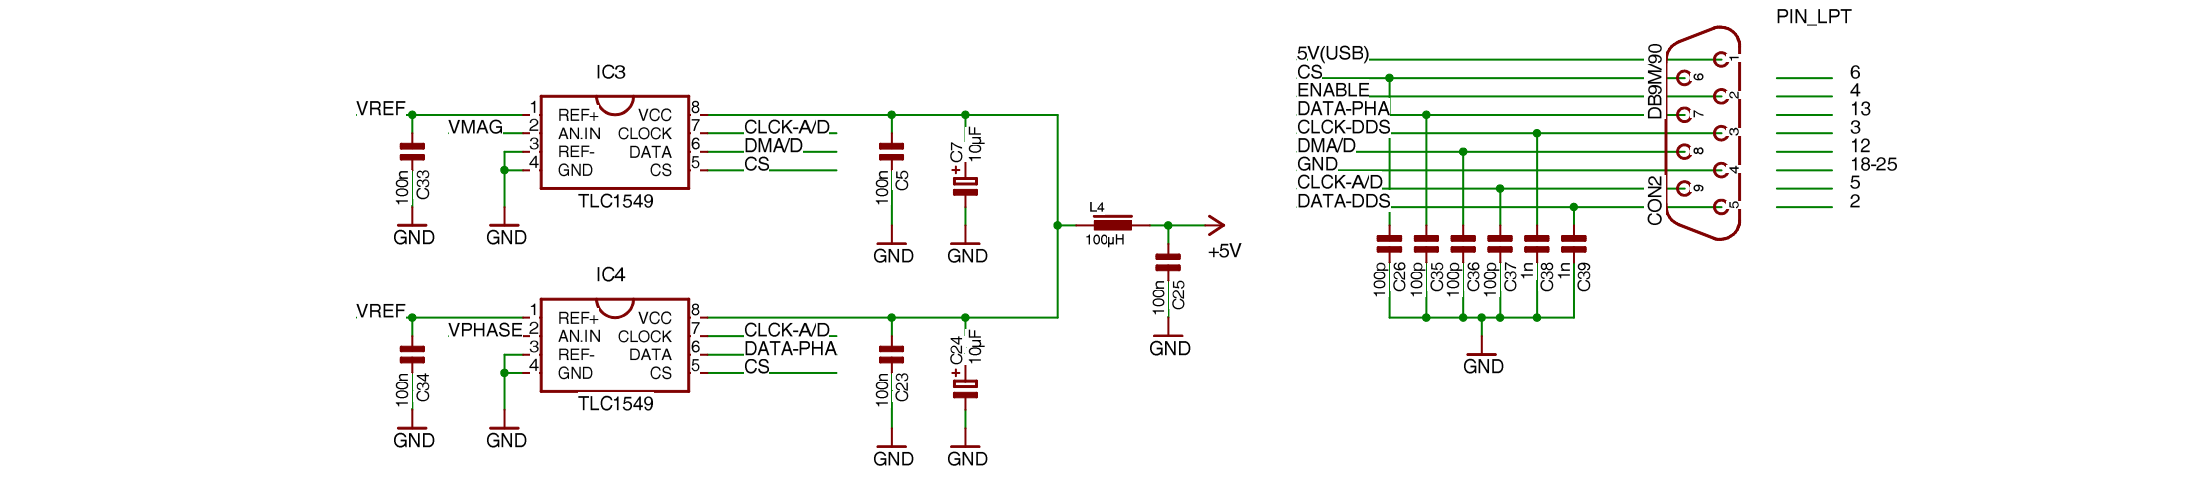 IC3
VREF
VMAG
1
2
3
4
REF+
AN.IN
REF-
GND
VCC
CLOCK
DATA
CS
8
7
6
5
CLCK-A/D
DMA/D
CS
TLC1549
100n
C33
GND
GND
100n
C5
GND
C7
10µF
+
GND
IC4
VREF
VPHASE
1
2
3
4
REF+
AN.IN
REF-
GND
VCC
CLOCK
DATA
CS
8
7
6
5
CLCK-A/D
DATA-PHA
CS
TLC1549
100n
C34
GND
GND
100n
C23
GND
C24
10µF
+
GND
L4
100µH
100n
C25
GND
+5V
PIN_LPT
5V(USB)
CS
ENABLE
DATA-PHA
CLCK-DDS
DMA/D
GND
CLCK-A/D
DATA-DDS
DB9M/90
CON2
1
6
2
7
3
8
4
9
5
6
4
13
3
12
18-25
5
2
100p
C26
100p
C35
100p
C36
100p
C37
1n
C38
1n
C39
GND